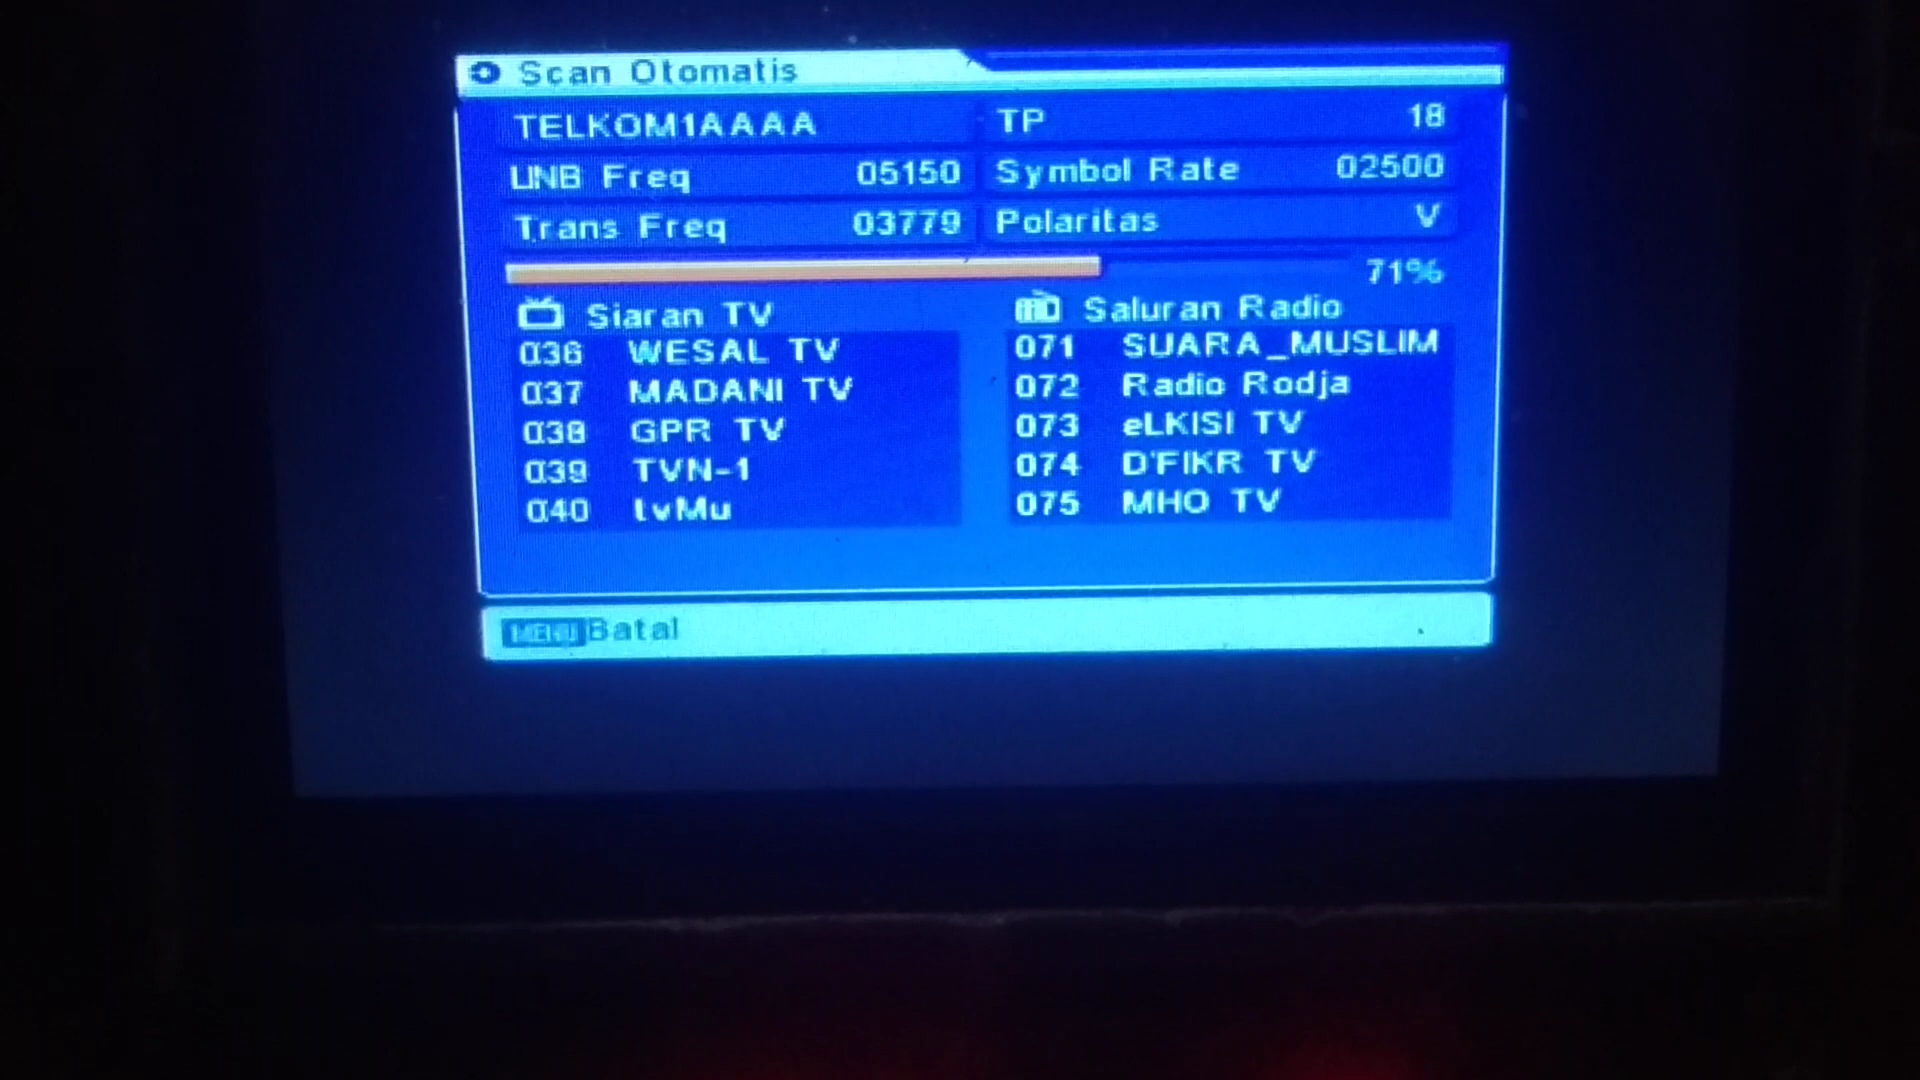 Scan Otomatis
TELKOM1AAAA TP 18
LNB Freq 05150 Symbol Rate 02500
Trans Freq 03779 Polaritas V
71%
Siaran TV Saluran Radio
036 WESAL TV 071 SUARA_MUSLIM
037 MADANI TV 072 Radio Rodja
038 GPR TV 073 eLKISI TV
039 TVN-1 074 D'FIKR TV
040 tvMu 075 MHO TV
MENU Batal